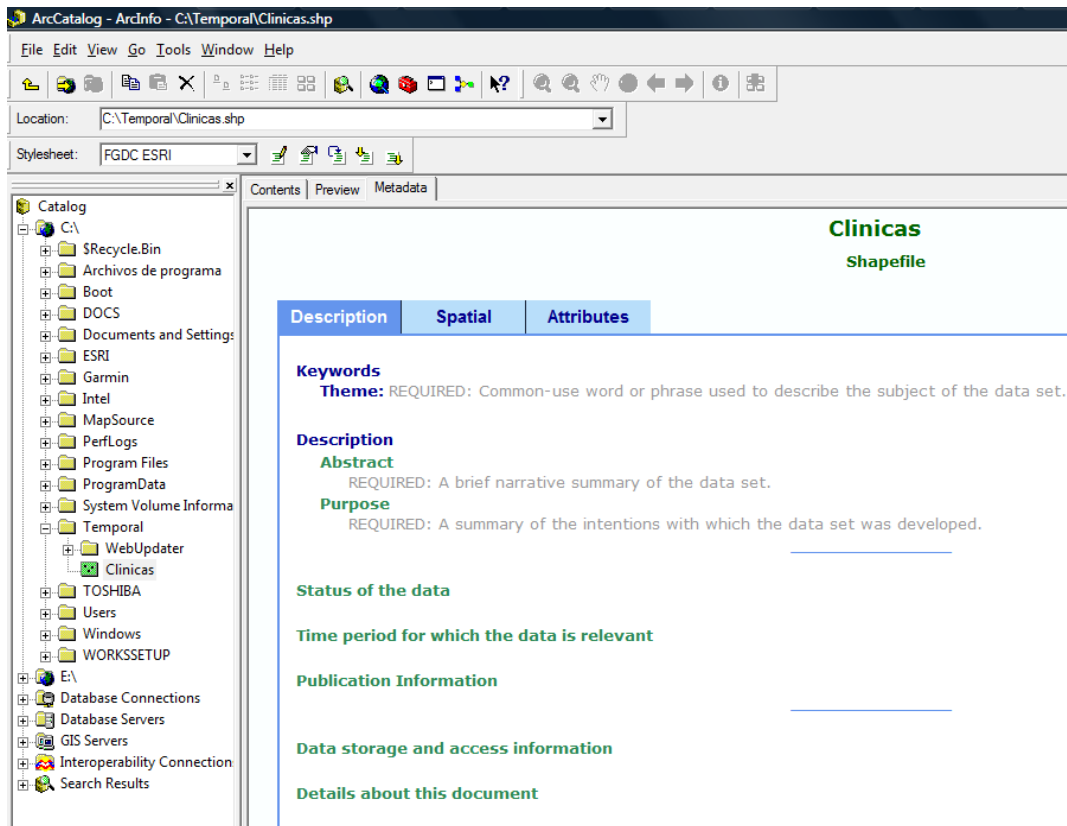 ArcCatalog - ArcInfo - C:\Temporal\Clinicas.shp
File Edit View Go Tools Window Help
Location: C:\Temporal\Clinicas.shp
Stylesheet: FGDC ESRI
Catalog
C:\
$Recycle.Bin
Archivos de programa
Boot
DOCS
Documents and Settings
ESRI
Garmin
Intel
MapSource
PerfLogs
Program Files
ProgramData
System Volume Informa
Temporal
WebUpdater
Clinicas
TOSHIBA
Users
Windows
WORKSSETUP
E:\
Database Connections
Database Servers
GIS Servers
Interoperability Connection
Search Results
Contents Preview Metadata
Clinicas
Shapefile
Description Spatial Attributes
Keywords
Theme: REQUIRED: Common-use word or phrase used to describe the subject of the data set.
Description
Abstract
REQUIRED: A brief narrative summary of the data set.
Purpose
REQUIRED: A summary of the intentions with which the data set was developed.
Status of the data
Time period for which the data is relevant
Publication Information
Data storage and access information
Details about this document